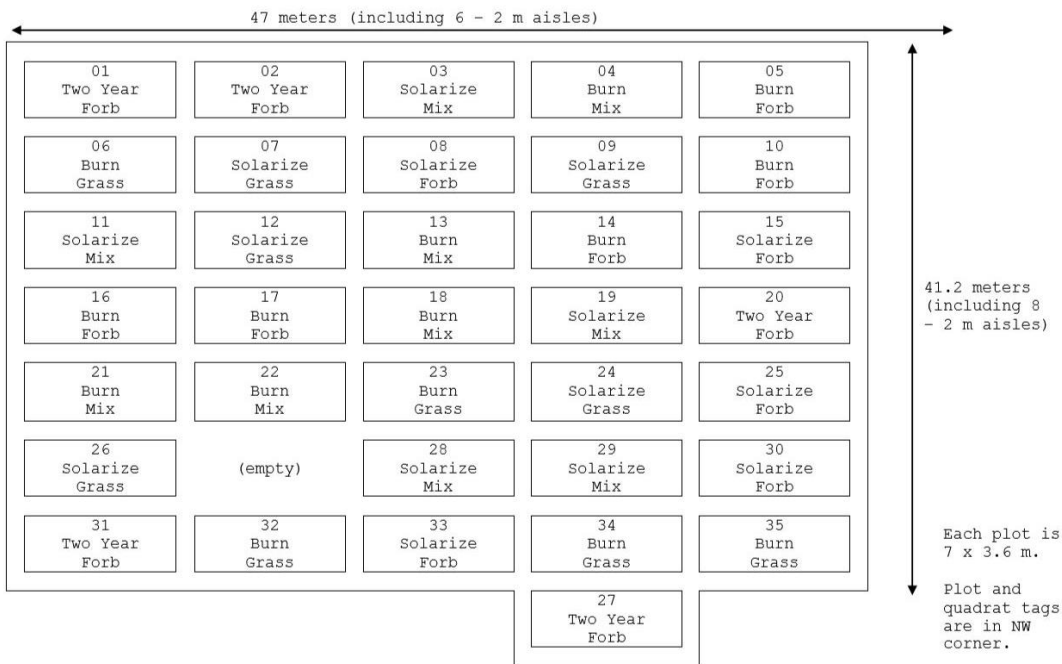 47 meters (including 6 – 2 m aisles)
01
Two Year
Forb
02
Two Year
Forb
03
Solarize
Mix
04
Burn
Mix
05
Burn
Forb
06
Burn
Grass
07
Solarize
Grass
08
Solarize
Forb
09
Solarize
Grass
10
Burn
Forb
11
Solarize
Mix
12
Solarize
Grass
13
Burn
Mix
14
Burn
Forb
15
Solarize
Forb
41.2 meters
(including 8
– 2 m aisles)
16
Burn
Forb
17
Burn
Forb
18
Burn
Mix
19
Solarize
Mix
20
Two Year
Forb
21
Burn
Mix
22
Burn
Mix
23
Burn
Grass
24
Solarize
Grass
25
Solarize
Forb
26
Solarize
Grass
(empty)
28
Solarize
Mix
29
Solarize
Mix
30
Solarize
Forb
31
Two Year
Forb
32
Burn
Grass
33
Solarize
Forb
34
Burn
Grass
35
Burn
Grass
Each plot is
7 x 3.6 m.
Plot and
quadrat tags
are in NW
corner.
27
Two Year
Forb